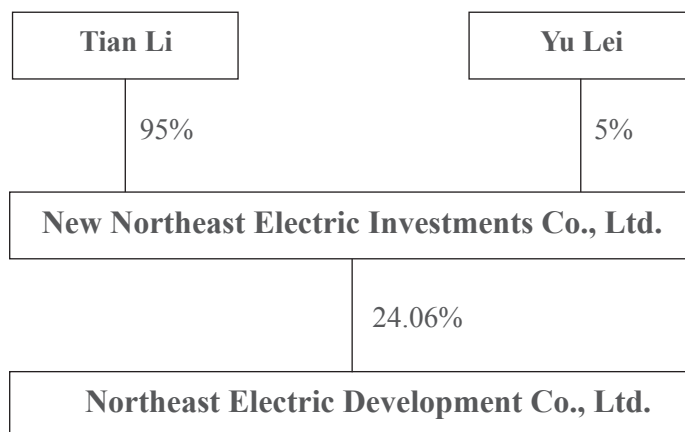 Tian Li
Yu Lei
95%
5%
New Northeast Electric Investments Co., Ltd.
24.06%
Northeast Electric Development Co., Ltd.